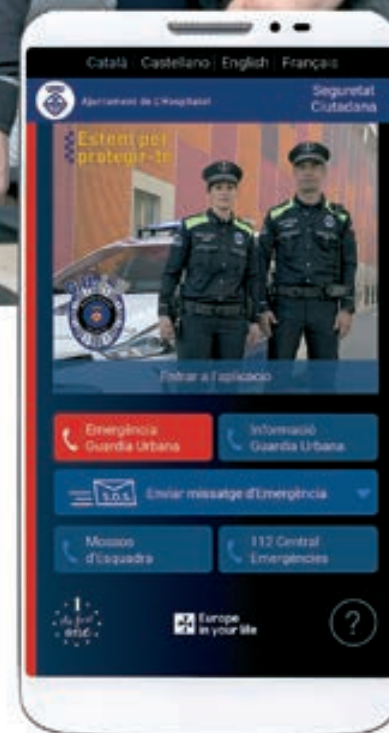 Català Castellano English Français
Ajuntament de L'Hospitalet
Seguretat
Ciutadana
Estem per
protegir-te
Entrar a l'aplicació
Emergència
Guàrdia Urbana
Informació
Guàrdia Urbana
S.O.S.
Enviar missatge d'Emergència
Mossos
d'Esquadra
112 Central
Emergències
Europe
in your life
?